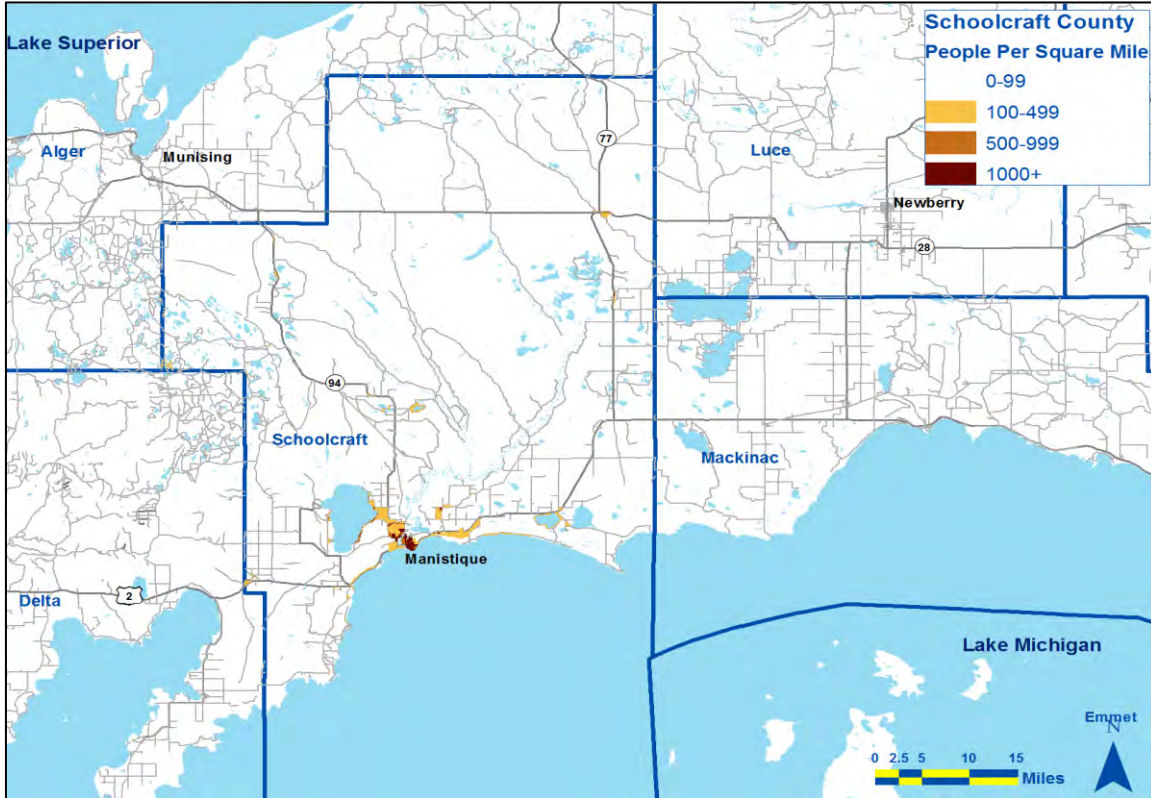 Schoolcraft County
People Per Square Mile
0-99
100-499
500-999
1000+
Lake Superior
Alger
Munising
77
Luce
Newberry
28
94
Schoolcraft
Mackinac
Manistique
2
Delta
Lake Michigan
Emmet
N
0 2.5 5 10 15
Miles